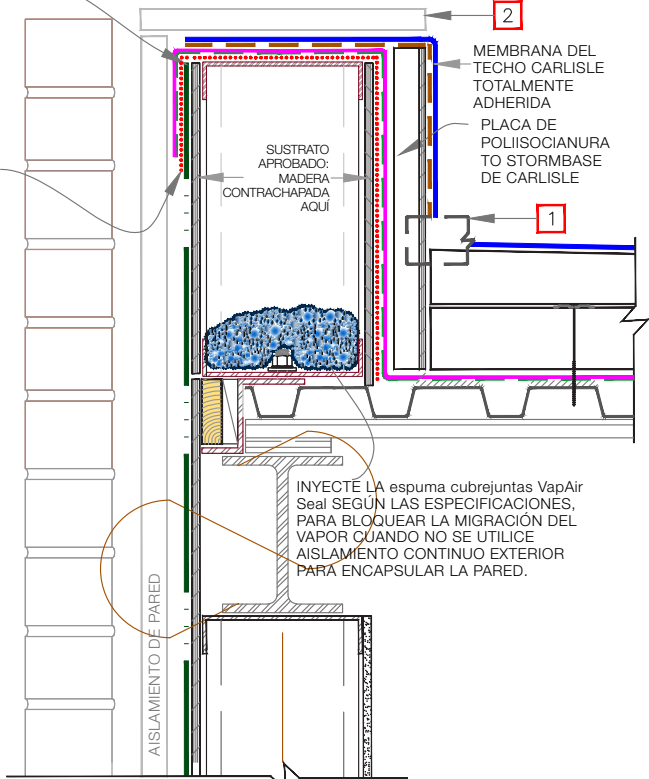 2
MEMBRANA DEL
TECHO CARLISLE
TOTALMENTE
ADHERIDA
PLACA DE
POLIISOCIANURA
TO STORMBASE
DE CARLISLE
SUSTRATO
APROBADO:
MADERA
CONTRACHAPADA
AQUÍ
1
INYECTE LA espuma cubrejuntas VapAir
Seal SEGÚN LAS ESPECIFICACIONES,
PARA BLOQUEAR LA MIGRACIÓN DEL
VAPOR CUANDO NO SE UTILICE
AISLAMIENTO CONTINUO EXTERIOR
PARA ENCAPSULAR LA PARED.
AISLAMIENTO DE PARED